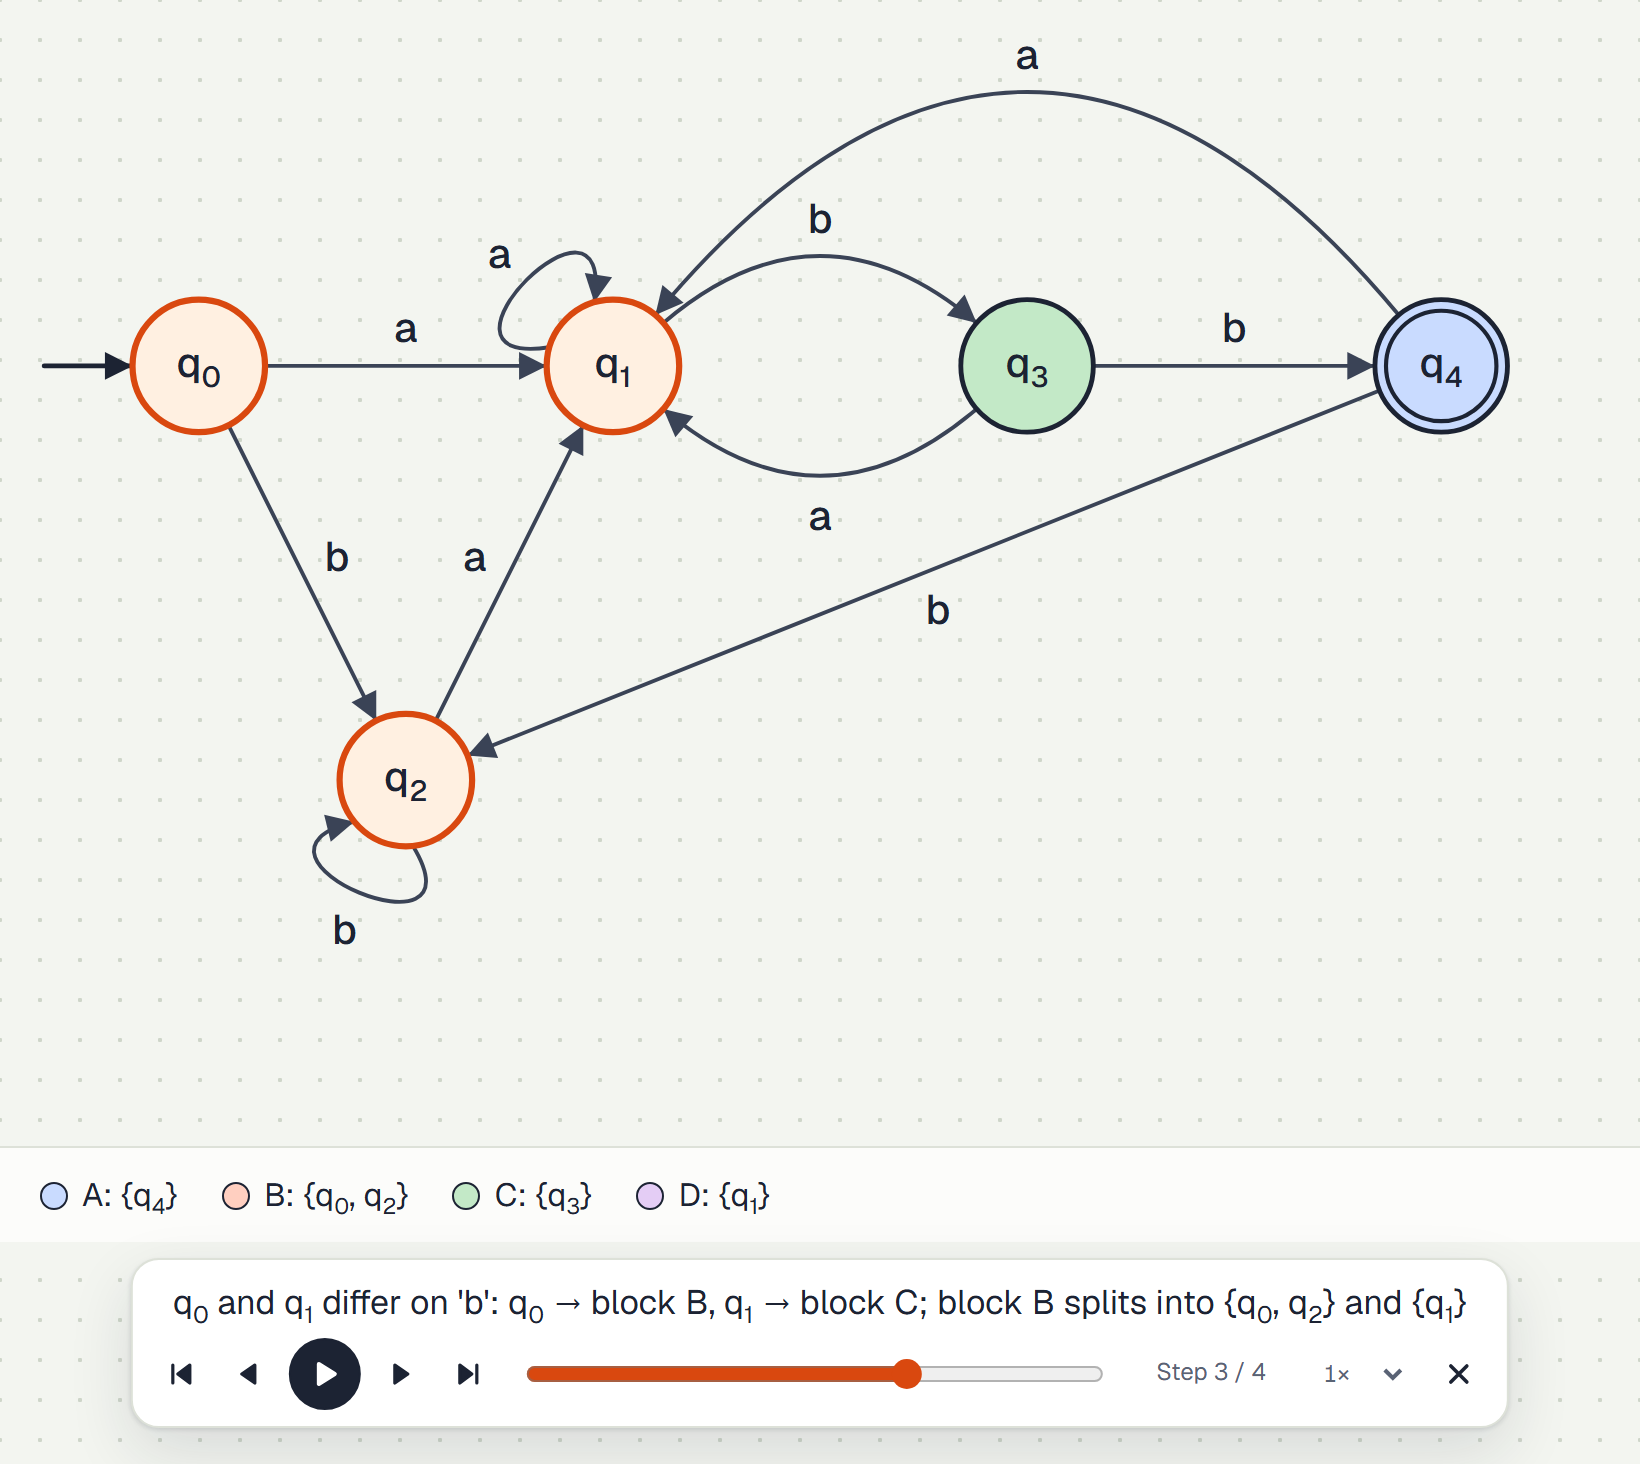 a
b
a
a
q₀
q₁
q₃
b
q₄
b
a
a
b
q₂
b
A: {q₄} B: {q₀, q₂} C: {q₃} D: {q₁}
q₀ and q₁ differ on 'b': q₀ → block B, q₁ → block C; block B splits into {q₀, q₂} and {q₁}
Step 3 / 4 1×